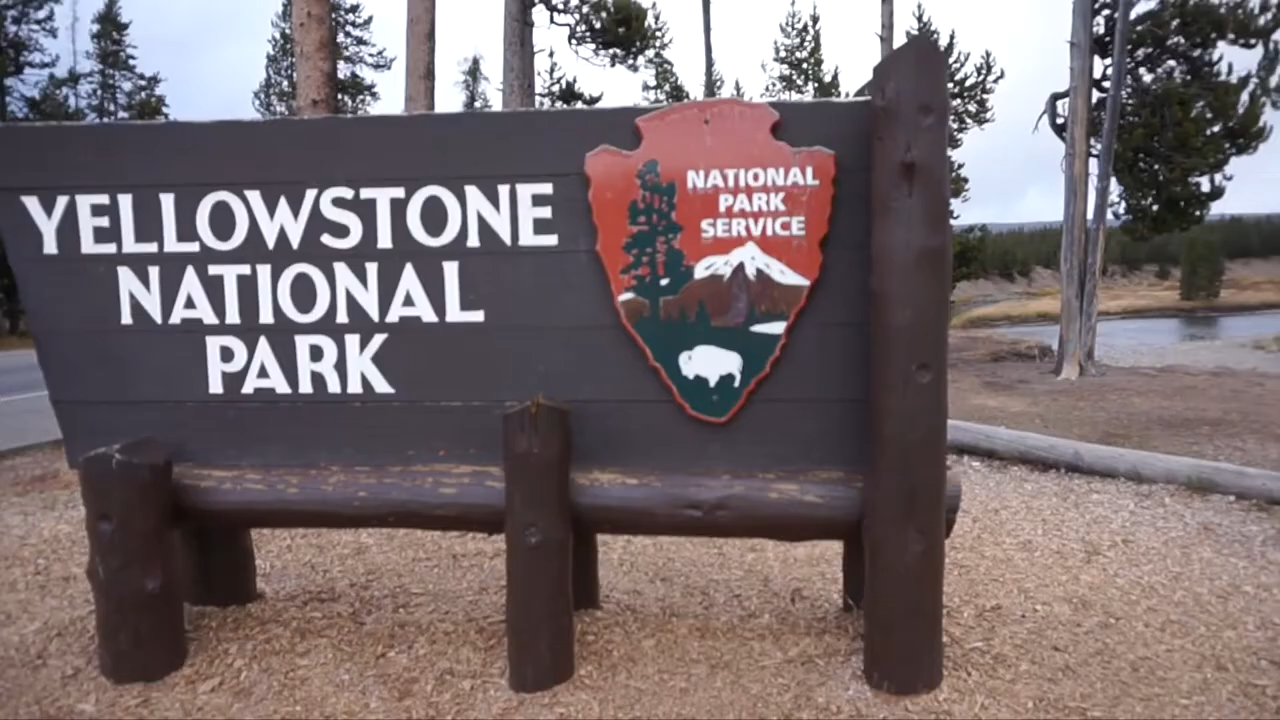 YELLOWSTONE
NATIONAL
PARK
NATIONAL
PARK
SERVICE